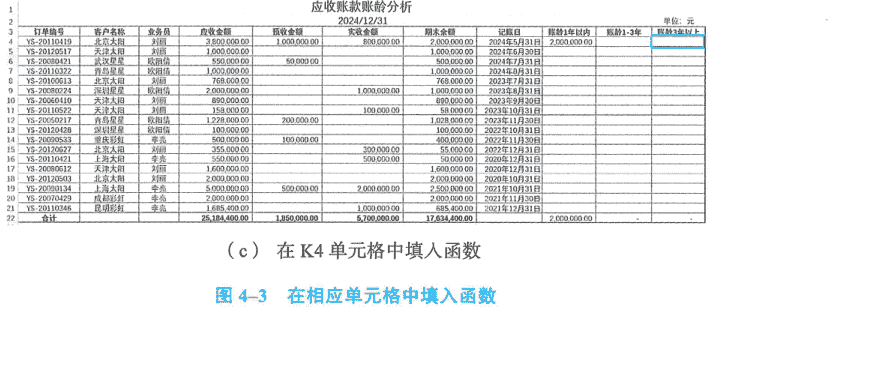 应收账款账龄分析
2024/12/31
单位：元
订单编号 客户名称 业务员 应收金额 预收金额 实收金额 期末余额 记账日 账龄1年以内 账龄1-3年 账龄3年以上
YS-20110419 北京太阳 刘丽 3,800,000.00 1,000,000.00 800,000.00 2,000,000.00 2024年5月31日 2,000,000.00
YS-20120517 天津太阳 刘丽 1,000,600.00 1,000,600.00 2024年6月30日
YS-20080421 武汉星星 欧阳倩 550,000.00 50,000.00 500,000.00 2024年7月31日
YS-20110322 青岛星星 欧阳倩 1,000,000.00 1,000,000.00 2024年8月31日
YS-20100613 北京太阳 刘丽 768,000.00 768,000.00 2023年7月31日
YS-20080224 深圳星星 欧阳倩 2,000,000.00 1,000,000.00 1,000,000.00 2023年8月31日
YS-20060410 天津太阳 刘丽 890,000.00 890,000.00 2023年9月30日
YS-20110522 天津太阳 刘丽 158,000.00 100,000.00 58,000.00 2023年10月31日
YS-20050217 青岛星星 欧阳倩 1,228,000.00 200,000.00 1,028,000.00 2023年11月30日
YS-20120428 深圳星星 欧阳倩 100,000.00 100,000.00 2022年10月31日
YS-20090533 重庆彩虹 李亮 500,000.00 100,000.00 400,000.00 2022年11月30日
YS-20120627 北京太阳 刘丽 355,000.00 300,000.00 55,000.00 2022年12月31日
YS-20110421 上海太阳 李亮 550,000.00 500,000.00 50,000.00 2020年12月31日
YS-20080612 天津太阳 刘丽 1,600,000.00 1,600,000.00 2020年12月31日
YS-20120503 北京太阳 刘丽 2,000,000.00 2,000,000.00 2020年12月31日
YS-20090134 上海太阳 李亮 5,000,000.00 500,000.00 2,000,000.00 2,500,000.00 2021年10月31日
YS-20070429 成都彩虹 李亮 2,000,000.00 2,000,000.00 2021年11月30日
YS-20110346 昆明彩虹 李亮 1,685,400.00 1,000,000.00 685,400.00 2021年12月31日
合计 25,184,400.00 1,850,000.00 5,700,000.00 17,634,400.00 2,000,000.00 - -
（c） 在 K4 单元格中填入函数
图 4-3 在相应单元格中填入函数